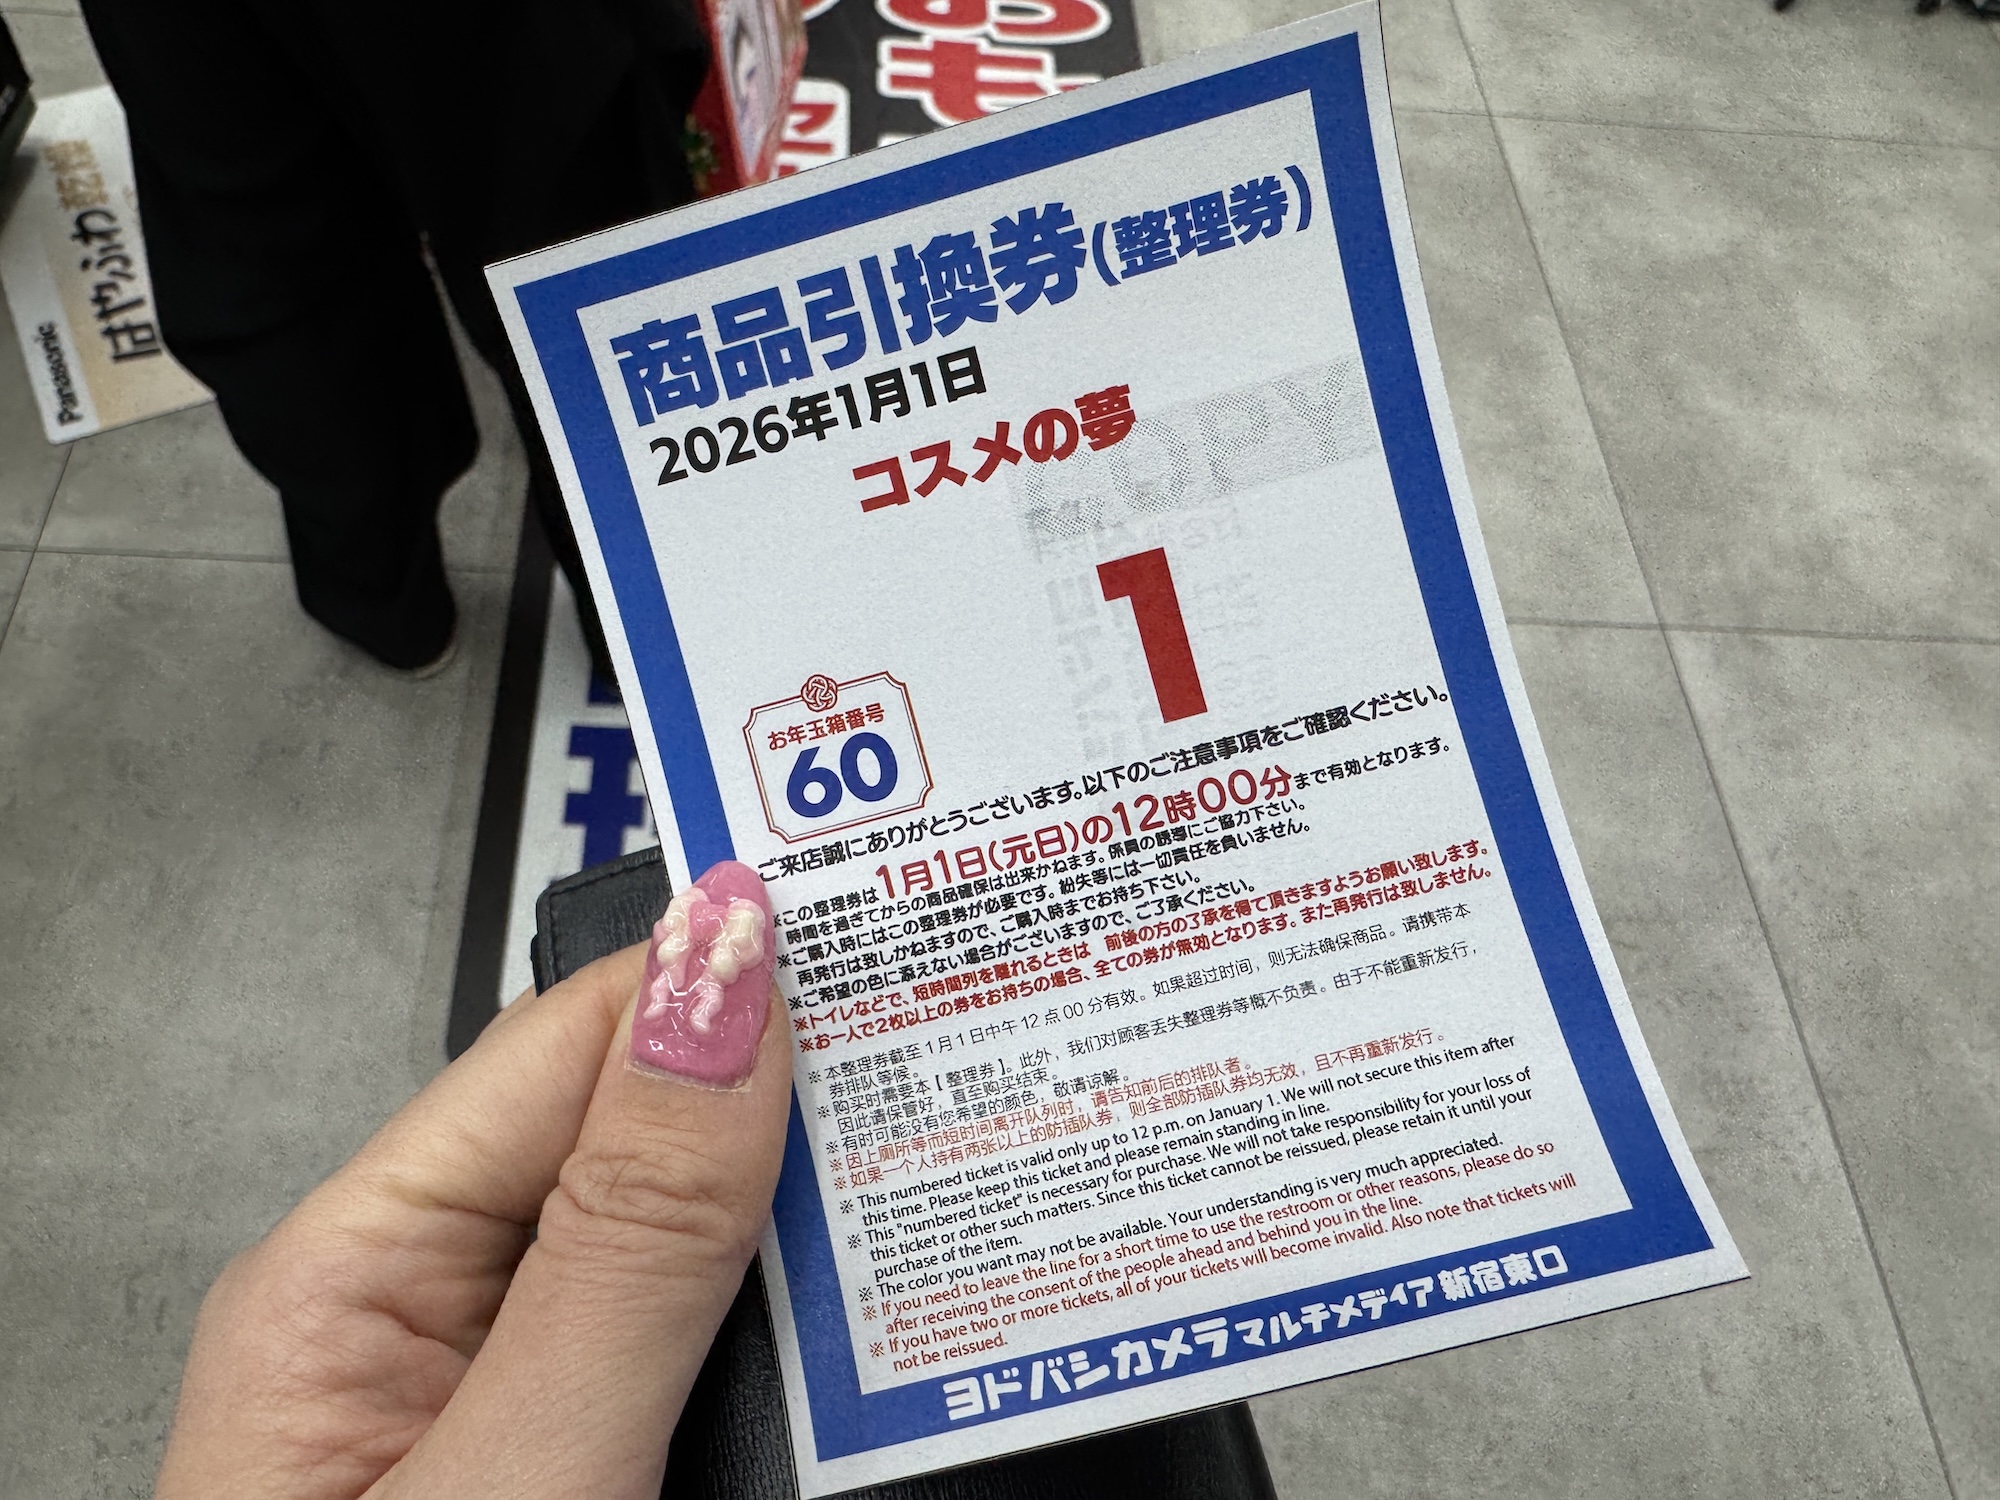 商品引換券(整理券)
2026年1月1日
コスメの夢
COPY
1
お年玉箱番号
60
ご来店誠にありがとうございます。以下のご注意事項をご確認ください。
※この整理券は1月1日(元日)の12時00分まで有効となります。
時間を過ぎてからの商品確保は出来かねます。係員の誘導にご協力下さい。
※ご購入時にはこの整理券が必要です。紛失等には一切責任を負いません。
再発行は致しかねますので、ご購入時までお持ち下さい。
※ご希望の色に添えない場合がございますので、ご了承ください。
※トイレなどで、短時間列を離れるときは 前後の方の了承を得て頂きますようお願い致します。
※お一人で2枚以上の券をお持ちの場合、全ての券が無効となります。また再発行は致しません。
※ 本整理券截至1月1日中午12点00分有效。如果超过时间，则无法确保商品。请携带本
券排队等候。
※ 购买时需要本【整理券】。此外，我们对顾客丢失整理券等概不负责。由于不能重新发行，
因此请保管好，直至购买结束。
※ 有时可能没有您希望的颜色，敬请谅解。
※ 因上厕所等而短时间离开队列时，请告知前后的排队者。
※ 如果一个人持有两张以上的防插队券，则全部防插队券均无效，且不再重新发行。
※ This numbered ticket is valid only up to 12 p.m. on January 1. We will not secure this item after
this time. Please keep this ticket and please remain standing in line.
※ This "numbered ticket" is necessary for purchase. We will not take responsibility for your loss of
this ticket or other such matters. Since this ticket cannot be reissued, please retain it until your
purchase of the item.
※ The color you want may not be available. Your understanding is very much appreciated.
※ If you need to leave the line for a short time to use the restroom or other reasons, please do so
after receiving the consent of the people ahead and behind you in the line.
※ If you have two or more tickets, all of your tickets will become invalid. Also note that tickets will
not be reissued.
ヨドバシカメラ マルチメディア新宿東口
Panasonic
はやふわ乾燥